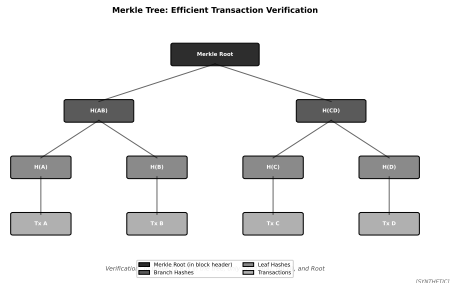 Merkle Tree: Efficient Transaction Verification
Merkle Root
H(AB) H(CD)
H(A) H(B) H(C) H(D)
Tx A Tx B Tx C Tx D
Merkle Root (in block header) Leaf Hashes
Branch Hashes Transactions
, and Root